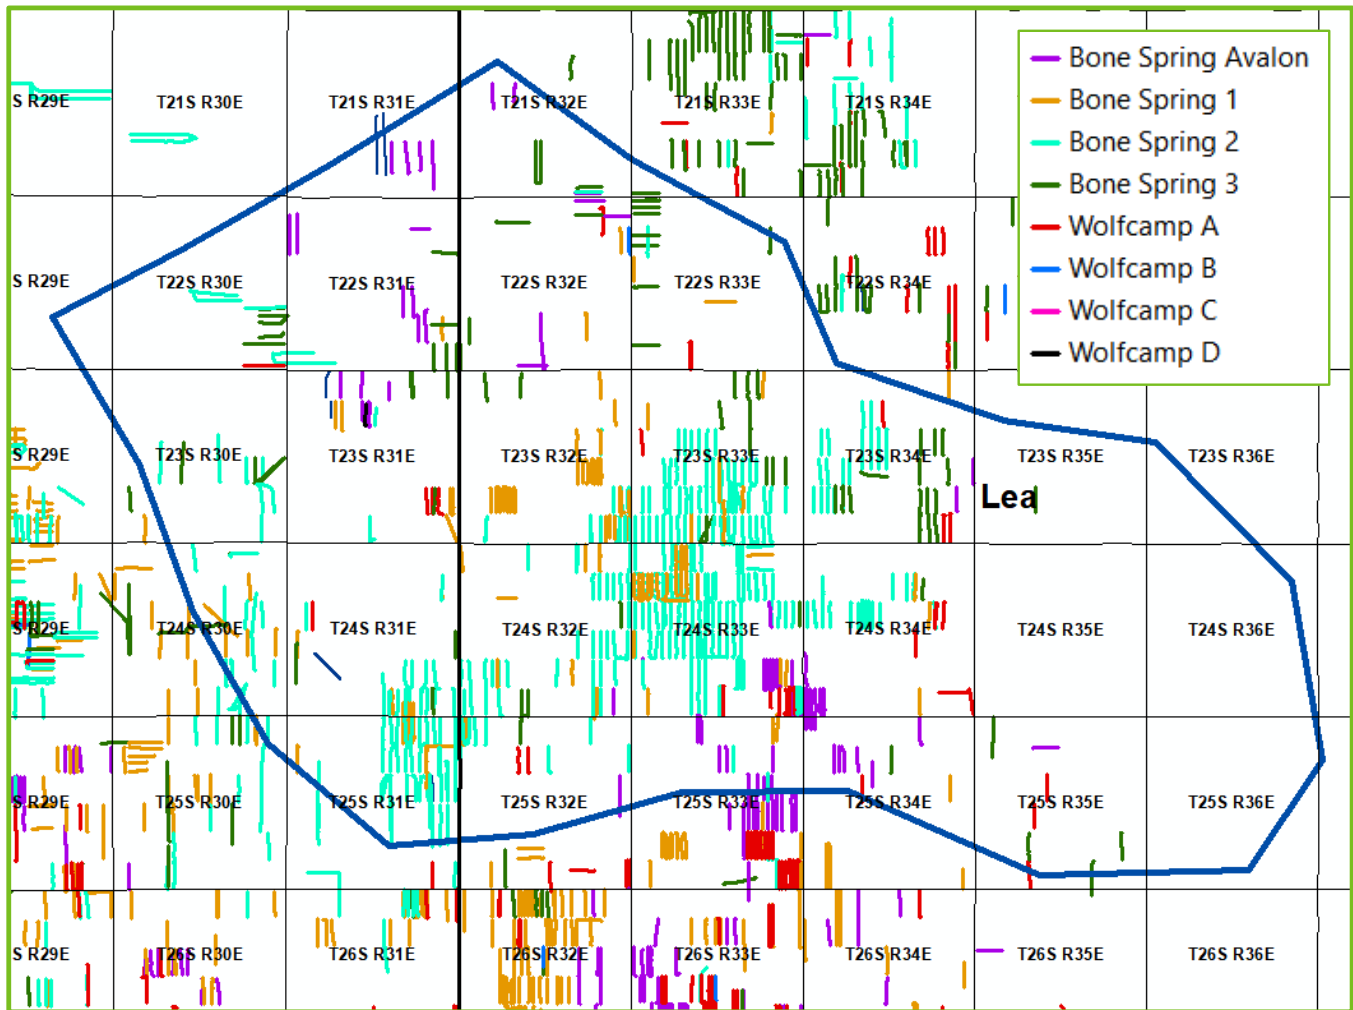 Bone Spring Avalon
Bone Spring 1
Bone Spring 2
Bone Spring 3
Wolfcamp A
Wolfcamp B
Wolfcamp C
Wolfcamp D
S R29E T21S R30E T21S R31E T21S R32E T21S R33E T21S R34E
S R29E T22S R30E T22S R31E T22S R32E T22S R33E T22S R34E
S R29E T23S R30E T23S R31E T23S R32E T23S R33E T23S R34E T23S R35E T23S R36E
Lea
S R29E T24S R30E T24S R31E T24S R32E T24S R33E T24S R34E T24S R35E T24S R36E
S R29E T25S R30E T25S R31E T25S R32E T25S R33E T25S R34E T25S R35E T25S R36E
S R29E T26S R30E T26S R31E T26S R32E T26S R33E T26S R34E T26S R35E T26S R36E